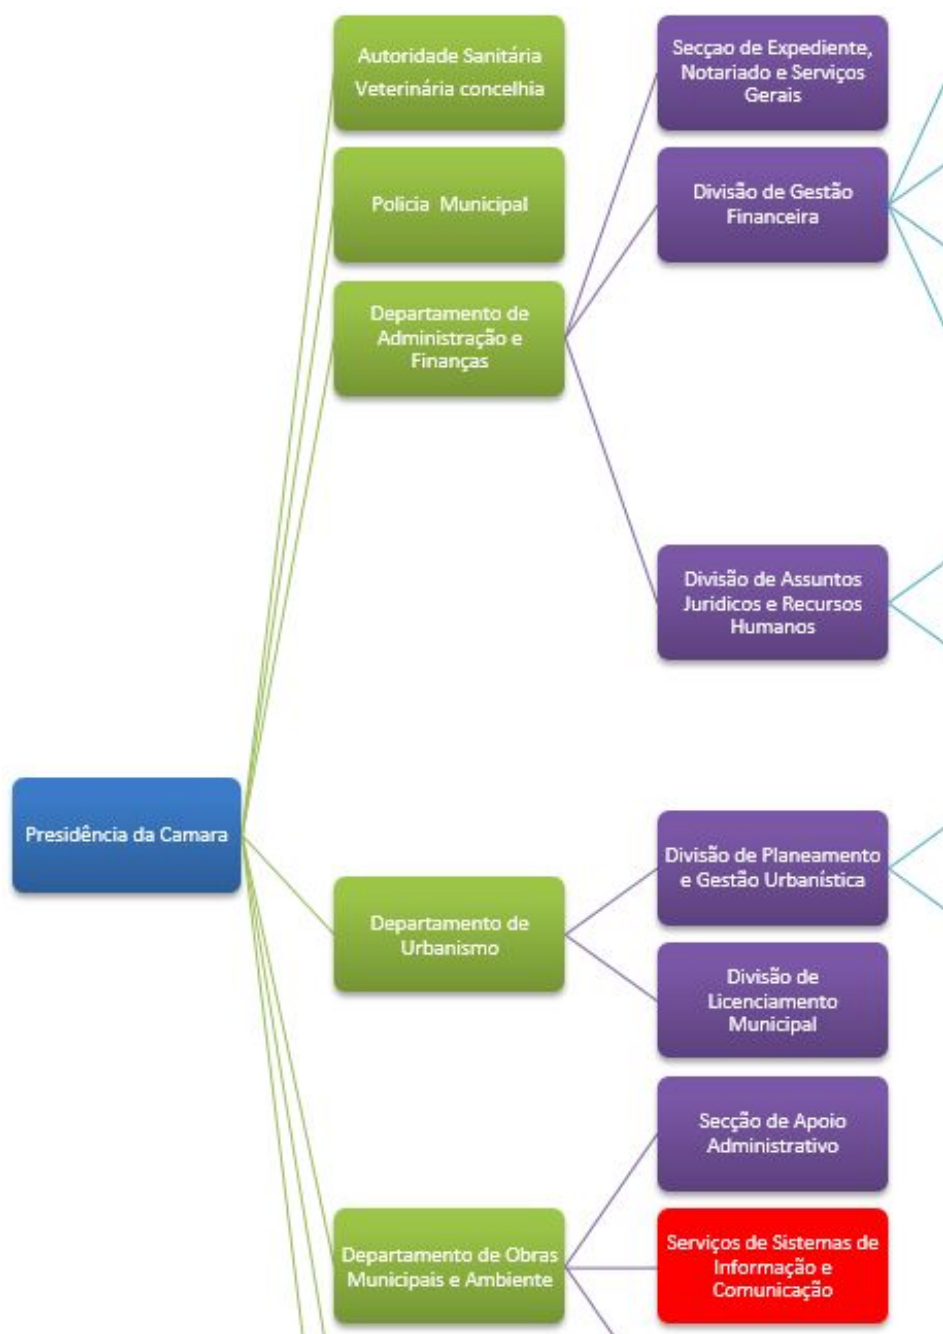 Autoridade Sanitária
Veterinária concelhia
Policia Municipal
Departamento de
Administração e
Finanças
Secçao de Expediente,
Notariado e Serviços
Gerais
Divisão de Gestão
Financeira
Divisão de Assuntos
Juridicos e Recursos
Humanos
Presidência da Camara
Departamento de
Urbanismo
Divisão de Planeamento
e Gestão Urbanística
Divisão de
Licenciamento
Municipal
Departamento de Obras
Municipais e Ambiente
Secção de Apoio
Administrativo
Serviços de Sistemas de
Informação e
Comunicação